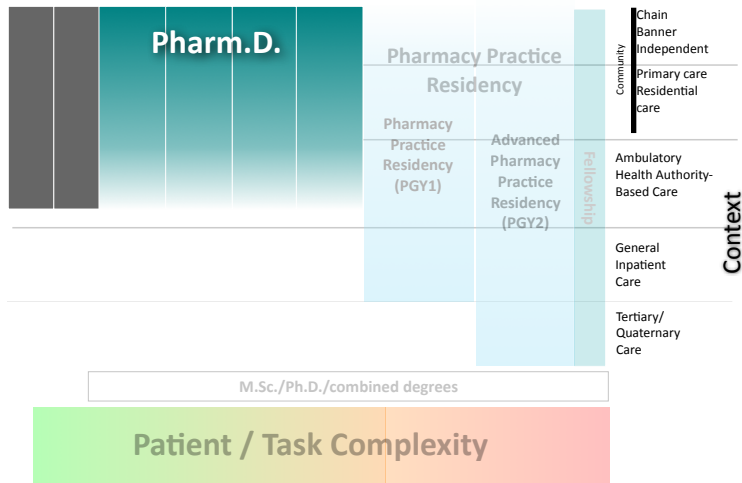 Pharm.D.
Pharmacy Practice
Residency
Pharmacy
Practice
Residency
(PGY1)
Advanced
Pharmacy
Practice
Residency
(PGY2)
Fellowship
Community
Chain
Banner
Independent
Primary care
Residential
care
Ambulatory
Health Authority-
Based Care
General
Inpatient
Care
Tertiary/
Quaternary
Care
Context
M.Sc./Ph.D./combined degrees
Patient / Task Complexity